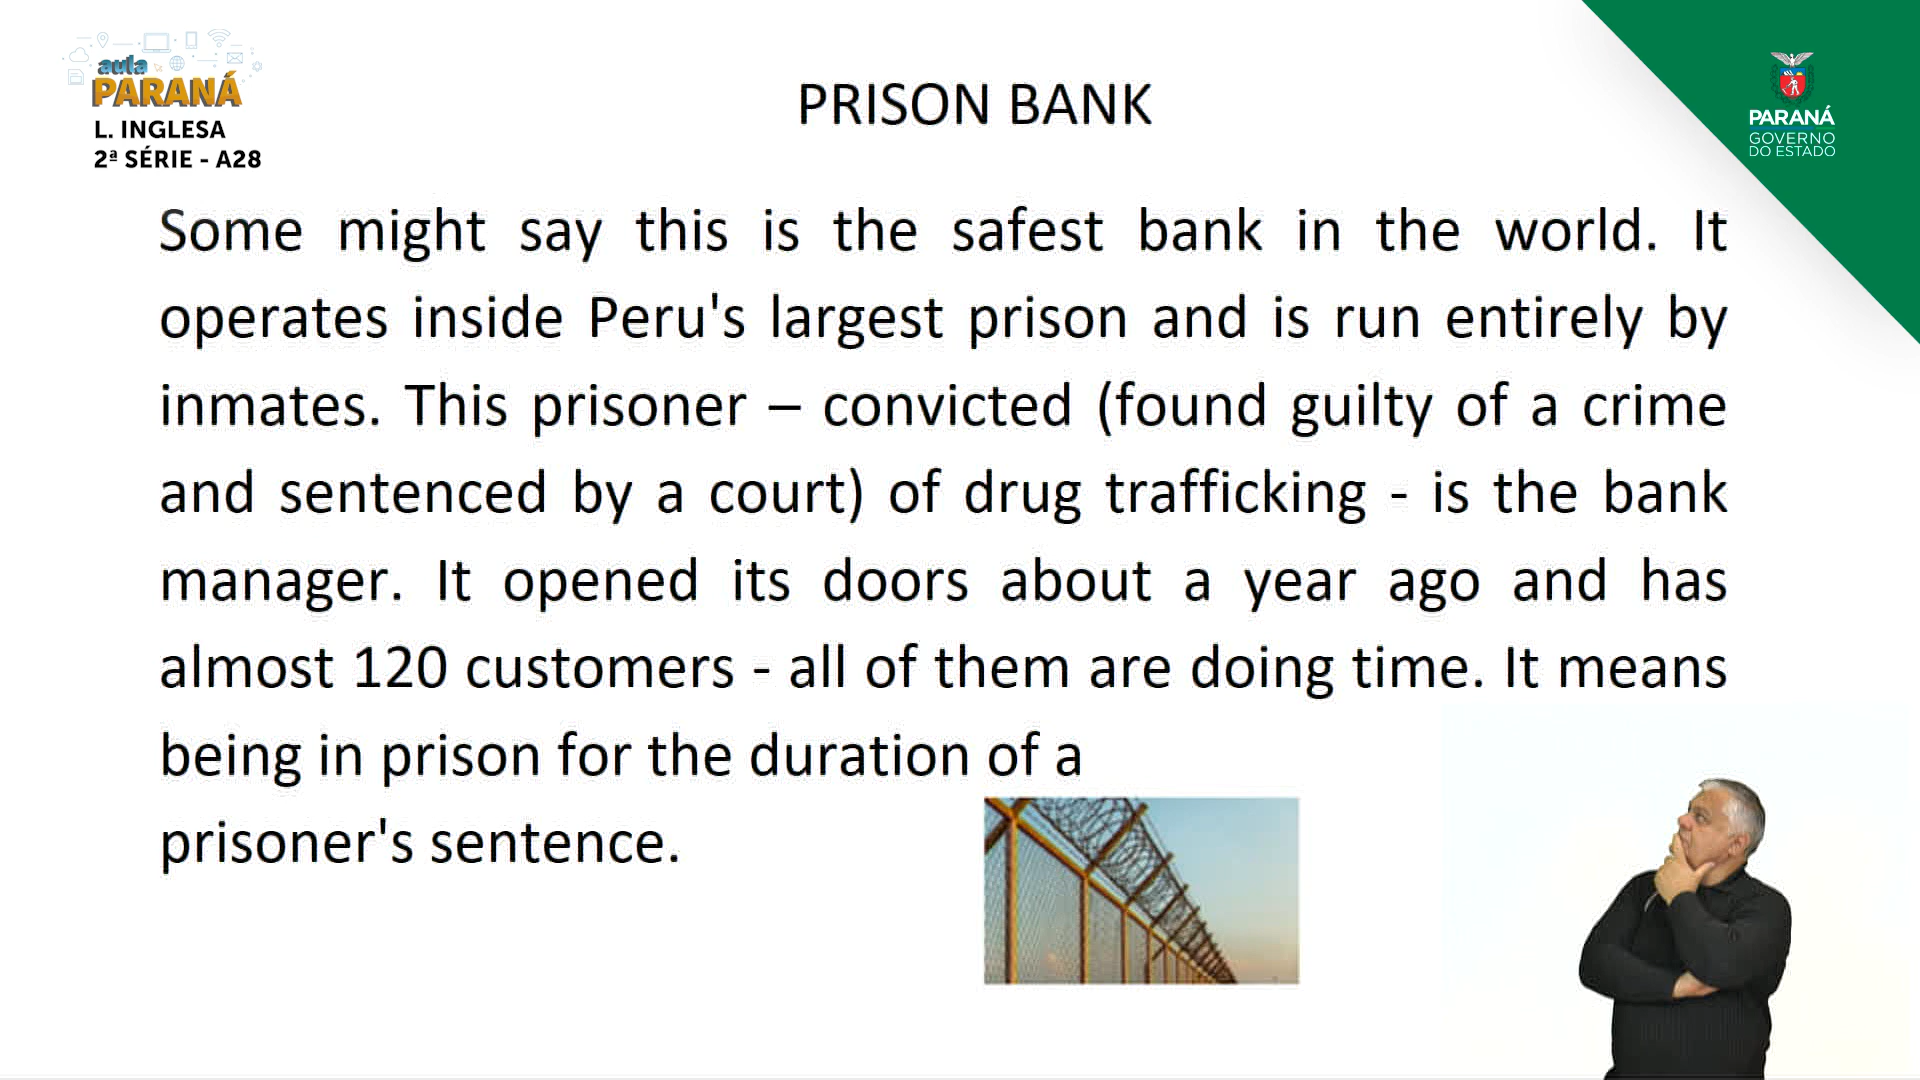 aula
PARANÁ
L. INGLESA
2ª SÉRIE - A28
PRISON BANK
PARANÁ
GOVERNO
DO ESTADO
Some might say this is the safest bank in the world. It
operates inside Peru's largest prison and is run entirely by
inmates. This prisoner – convicted (found guilty of a crime
and sentenced by a court) of drug trafficking - is the bank
manager. It opened its doors about a year ago and has
almost 120 customers - all of them are doing time. It means
being in prison for the duration of a
prisoner's sentence.